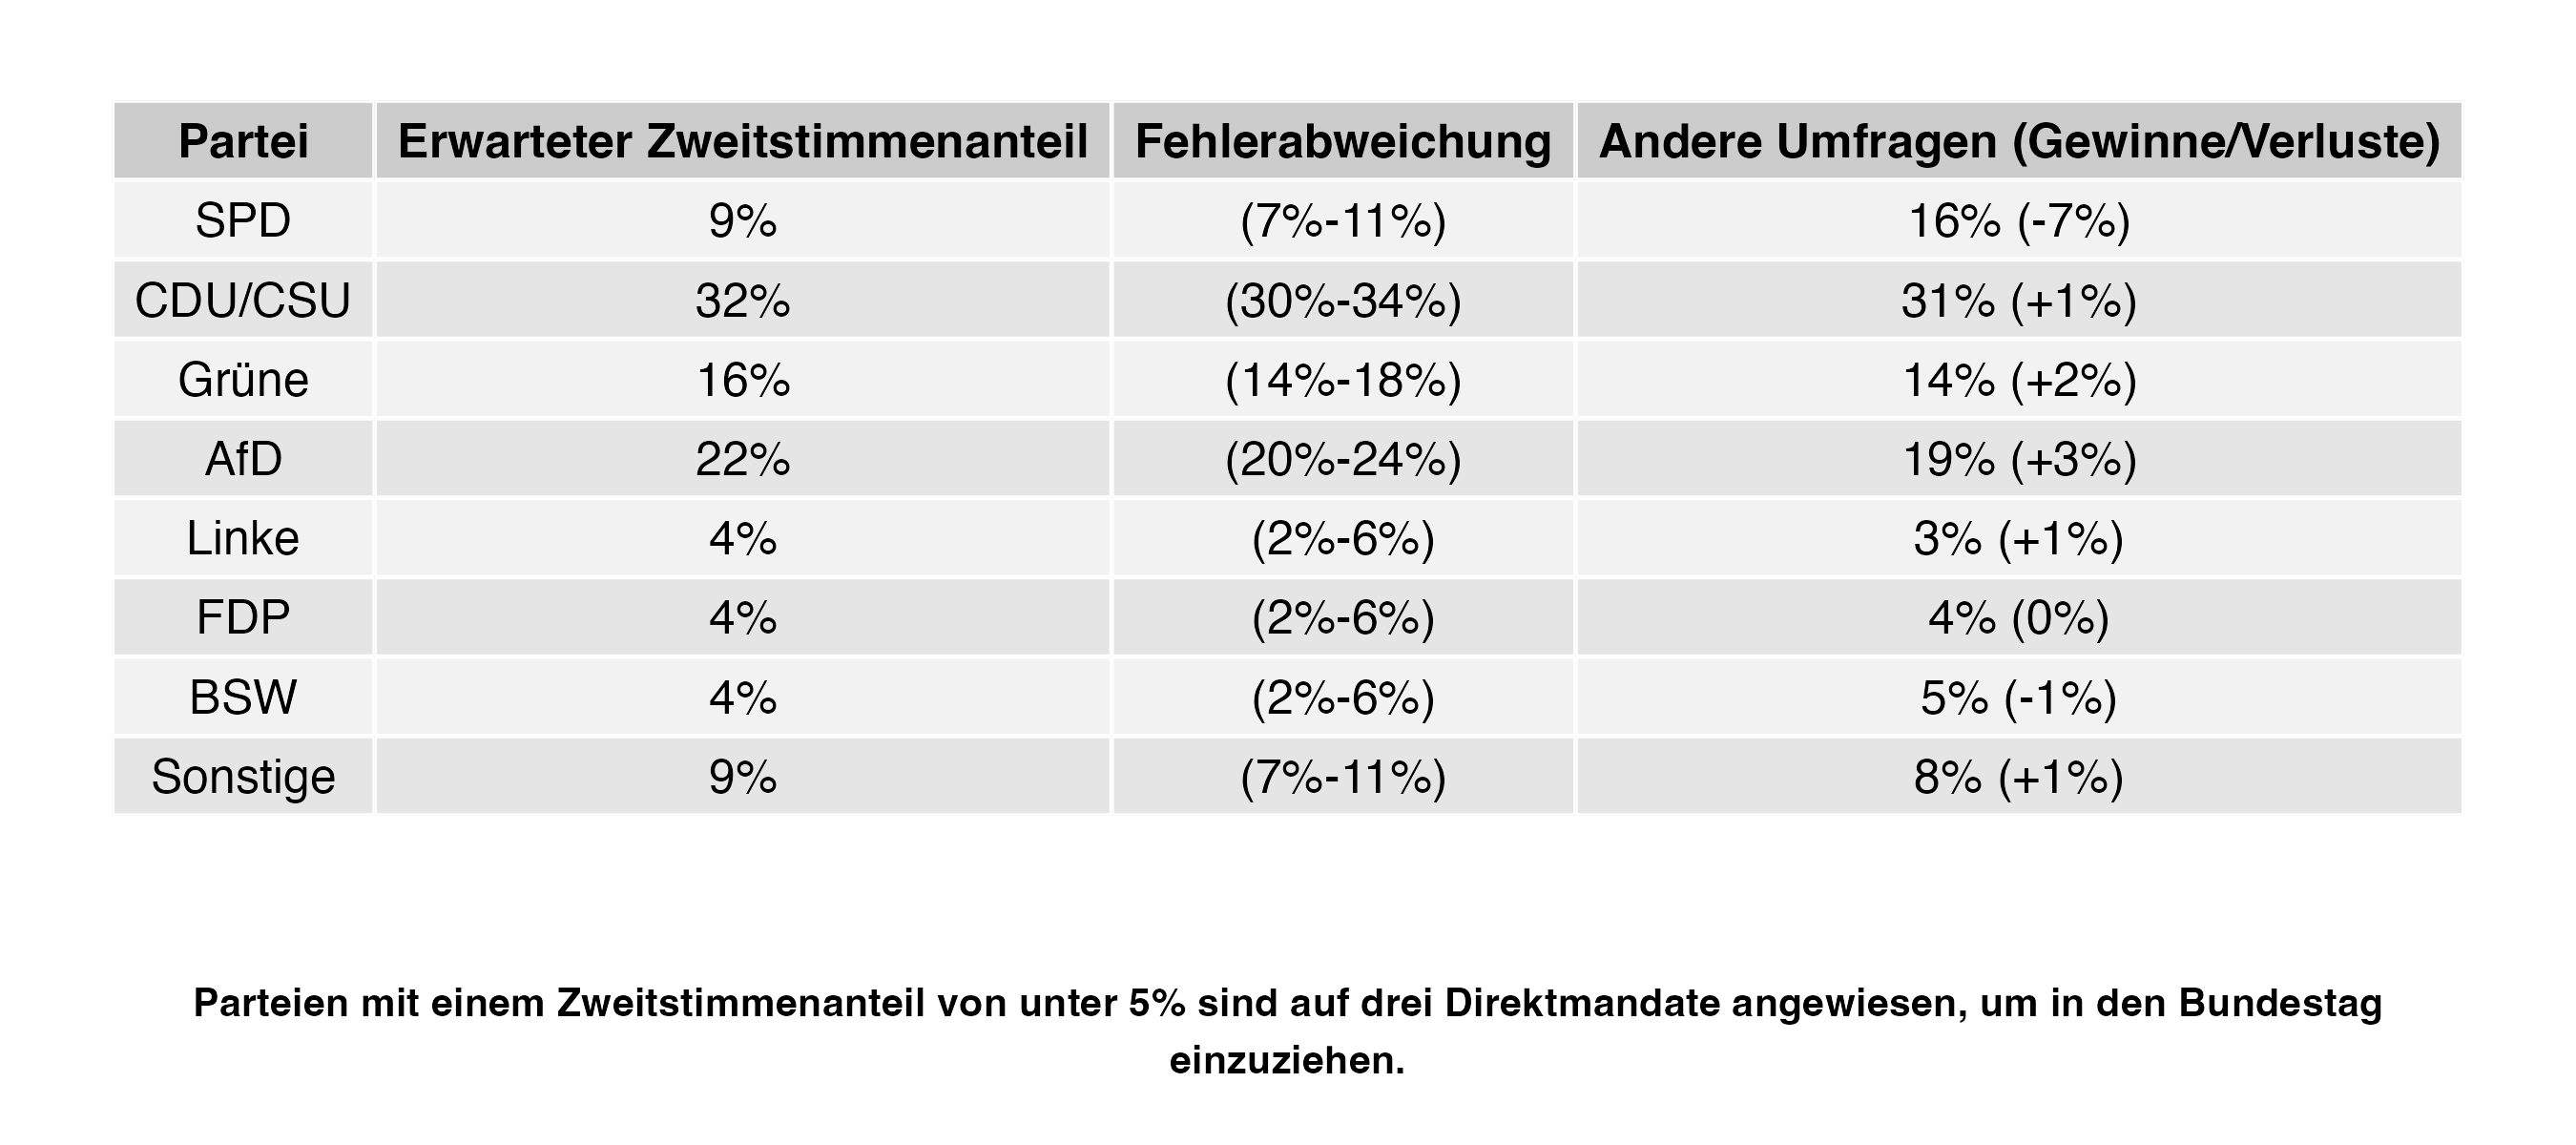 Partei Erwarteter Zweitstimmenanteil Fehlerabweichung Andere Umfragen (Gewinne/Verluste)
SPD 9% (7%-11%) 16% (-7%)
CDU/CSU 32% (30%-34%) 31% (+1%)
Grüne 16% (14%-18%) 14% (+2%)
AfD 22% (20%-24%) 19% (+3%)
Linke 4% (2%-6%) 3% (+1%)
FDP 4% (2%-6%) 4% (0%)
BSW 4% (2%-6%) 5% (-1%)
Sonstige 9% (7%-11%) 8% (+1%)
Parteien mit einem Zweitstimmenanteil von unter 5% sind auf drei Direktmandate angewiesen, um in den Bundestag
einzuziehen.